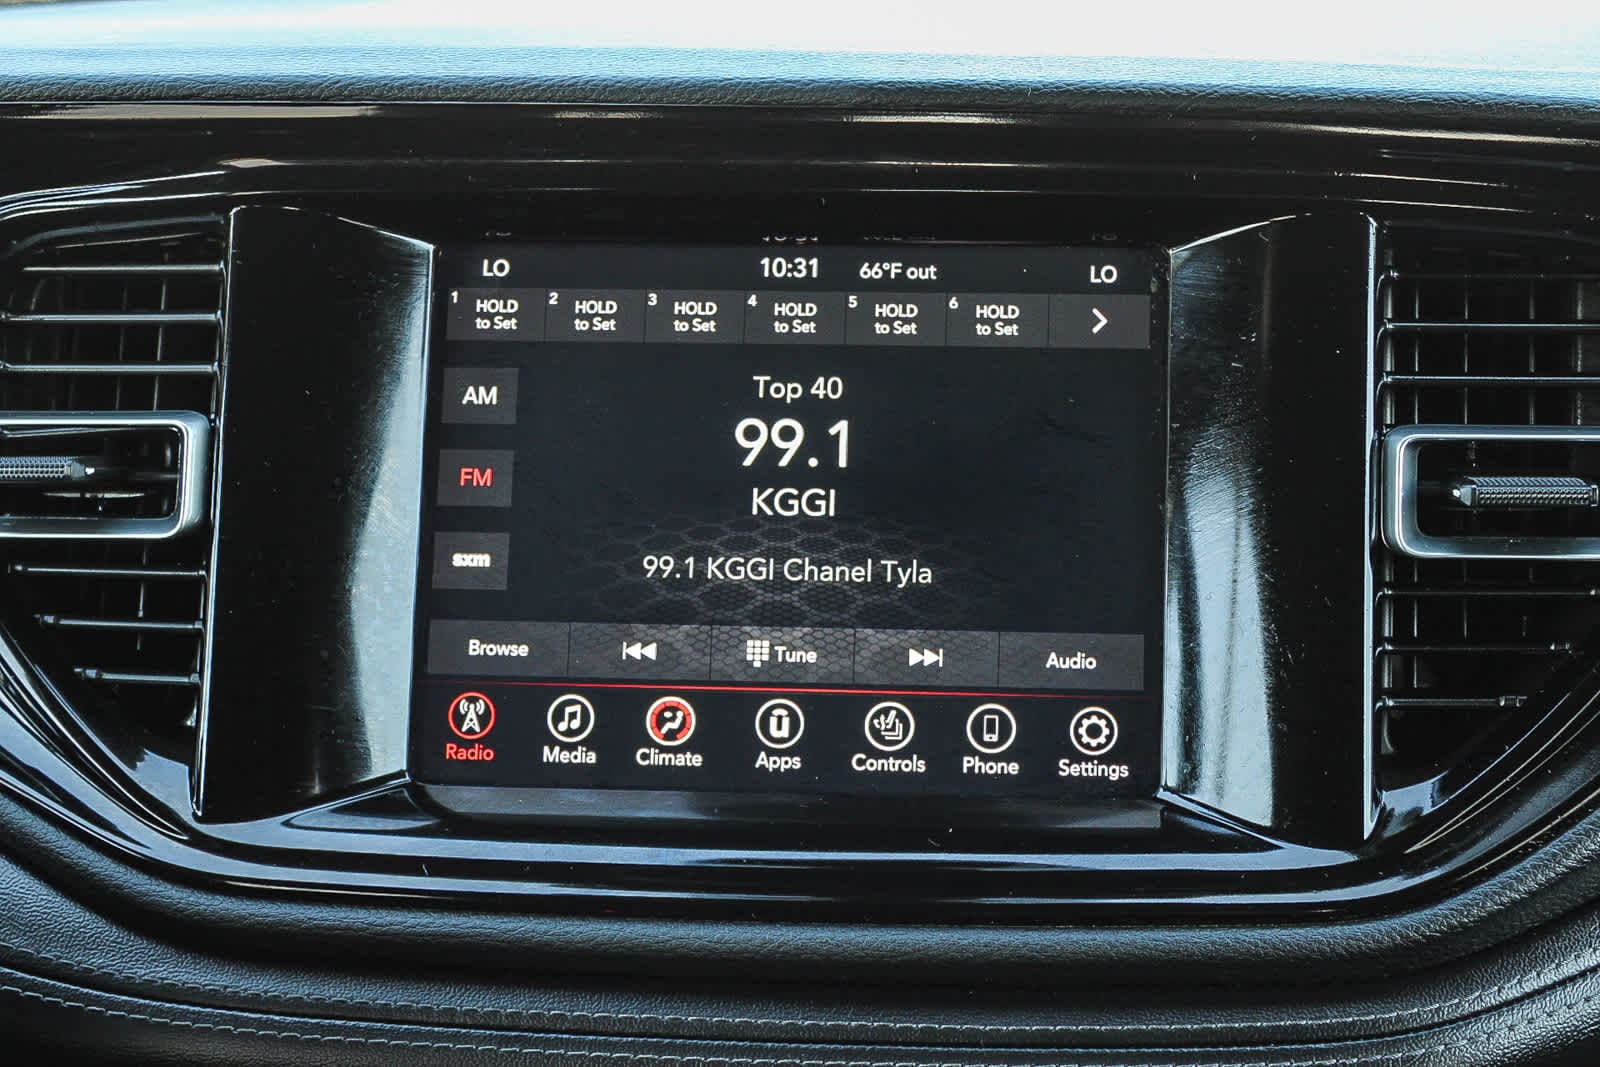 LO 10:31 66°F out LO
1 HOLD to Set
2 HOLD to Set
3 HOLD to Set
4 HOLD to Set
5 HOLD to Set
6 HOLD to Set
AM
FM
sxm
Top 40
99.1
KGGI
99.1 KGGI Chanel Tyla
Browse Tune Audio
Radio Media Climate Apps Controls Phone Settings